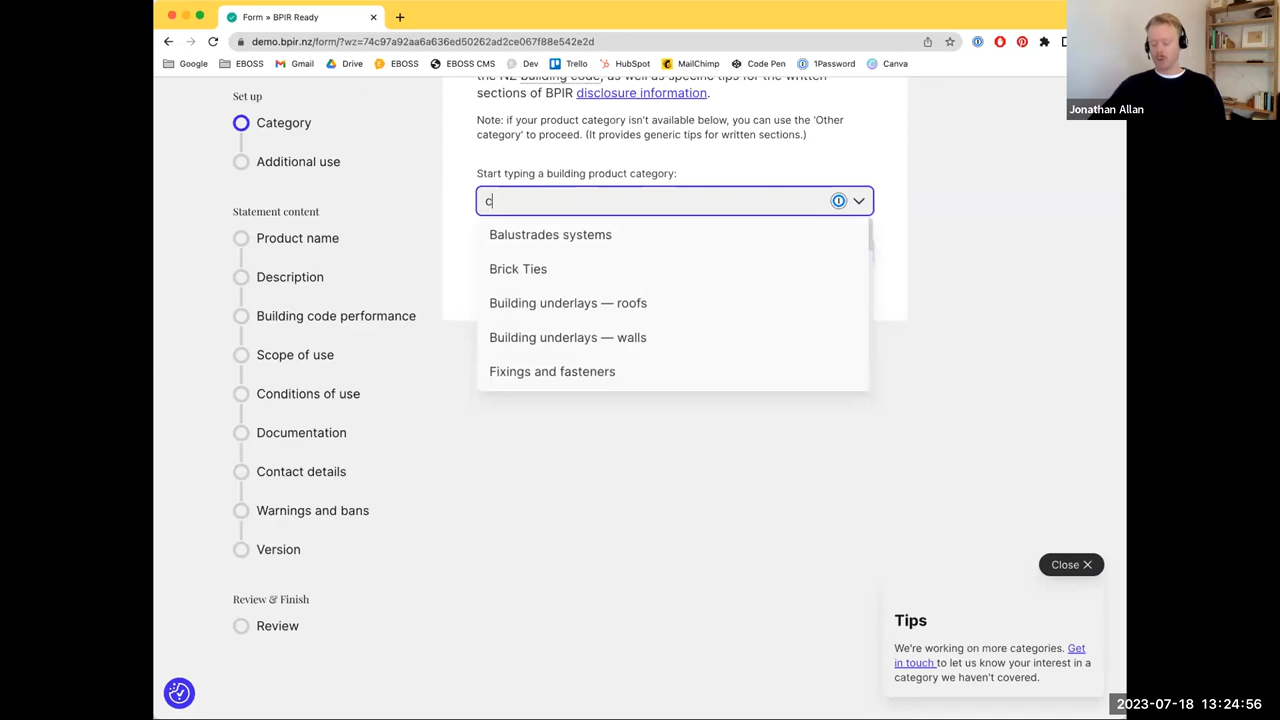 Form » BPIR Ready
demo.bpir.nz/form/?wz=74c97a92aa6a636ed50262ad2ce067f88e542e2d
Google
EBOSS
Gmail
Drive
EBOSS
EBOSS CMS
Dev
Trello
HubSpot
MailChimp
Code Pen
1Password
Canva
Jonathan Allan
Set up
Category
Additional use
Statement content
Product name
Description
Building code performance
Scope of use
Conditions of use
Documentation
Contact details
Warnings and bans
Version
Review & Finish
Review
the NZ building code, as well as specific tips for the written
sections of BPIR disclosure information.
Note: if your product category isn't available below, you can use the 'Other
category' to proceed. (It provides generic tips for written sections.)
Start typing a building product category:
c
Balustrades systems
Brick Ties
Building underlays — roofs
Building underlays — walls
Fixings and fasteners
Close
Tips
We're working on more categories. Get
in touch to let us know your interest in a
category we haven't covered.
2023-07-18 13:24:56